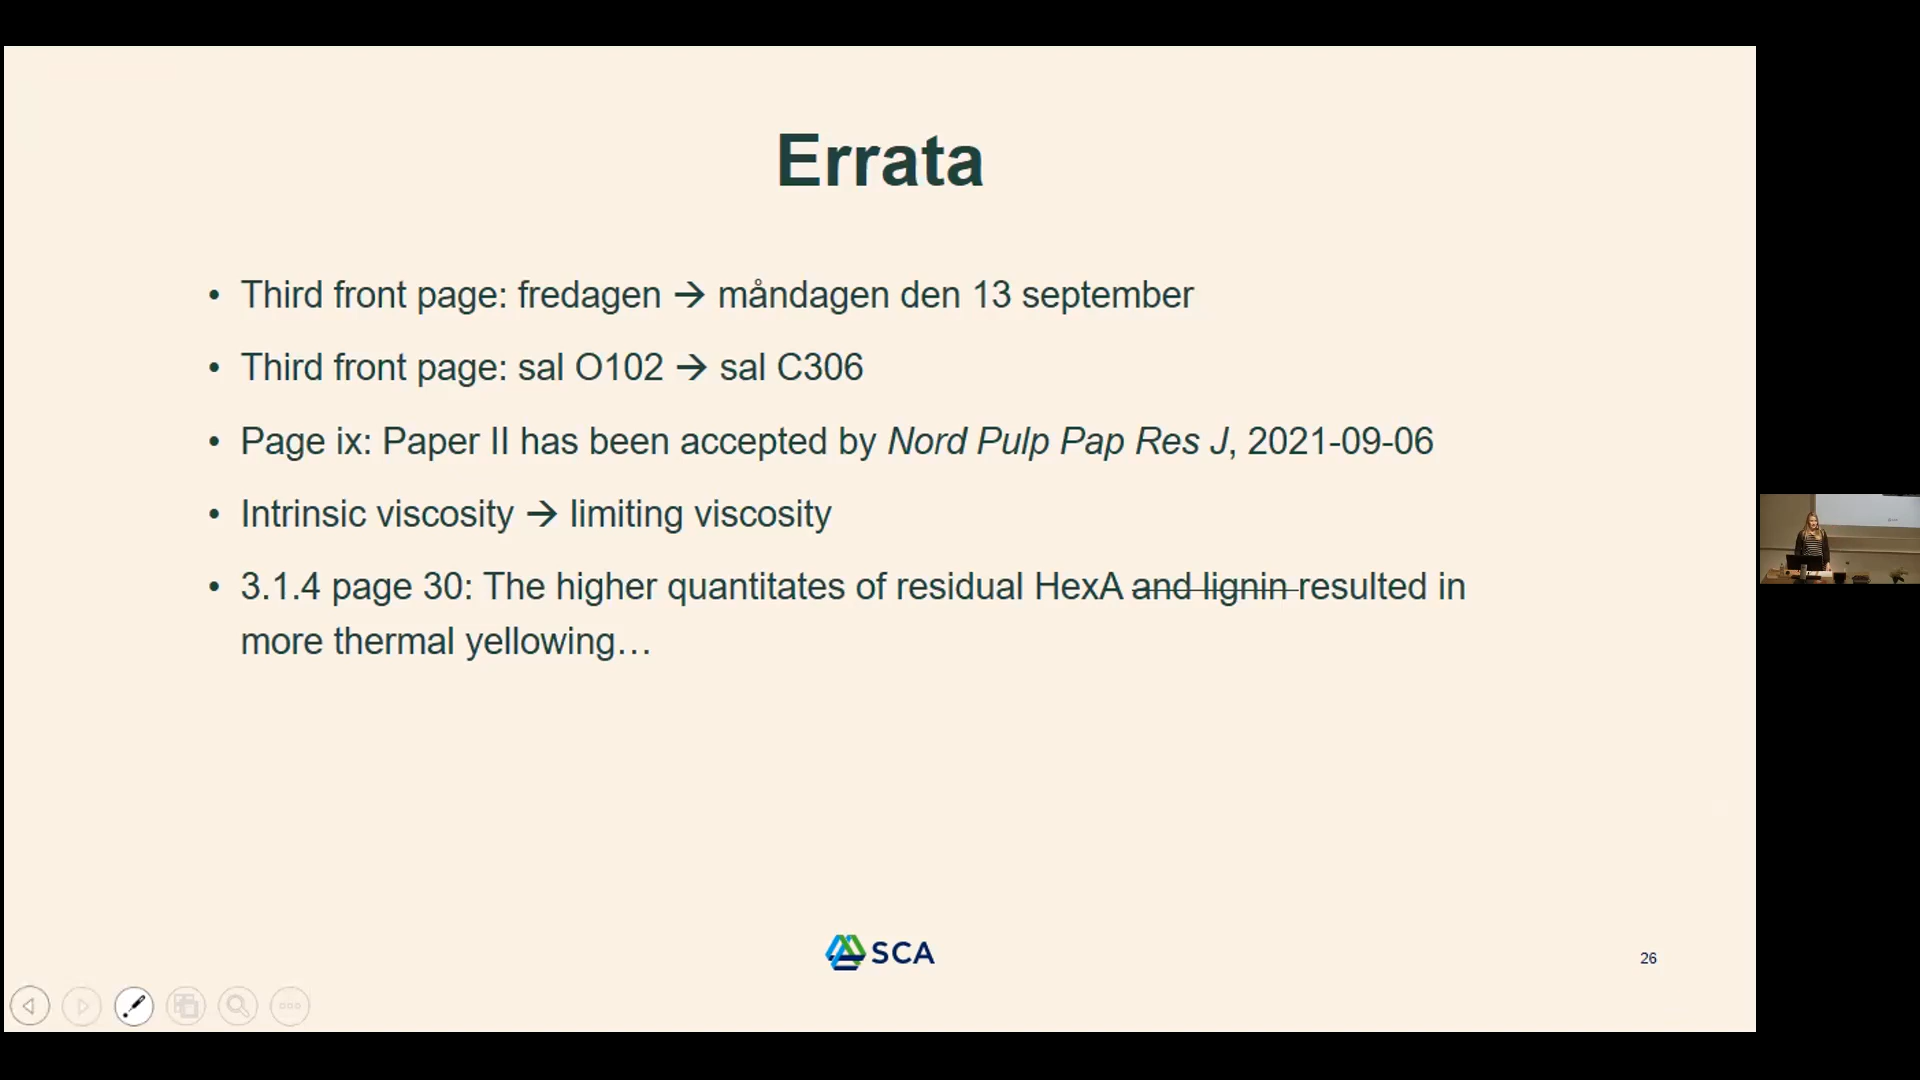 Errata
• Third front page: fredagen → måndagen den 13 september
• Third front page: sal O102 → sal C306
• Page ix: Paper II has been accepted by Nord Pulp Pap Res J, 2021-09-06
• Intrinsic viscosity → limiting viscosity
• 3.1.4 page 30: The higher quantitates of residual HexA and lignin resulted in
more thermal yellowing…
SCA
26